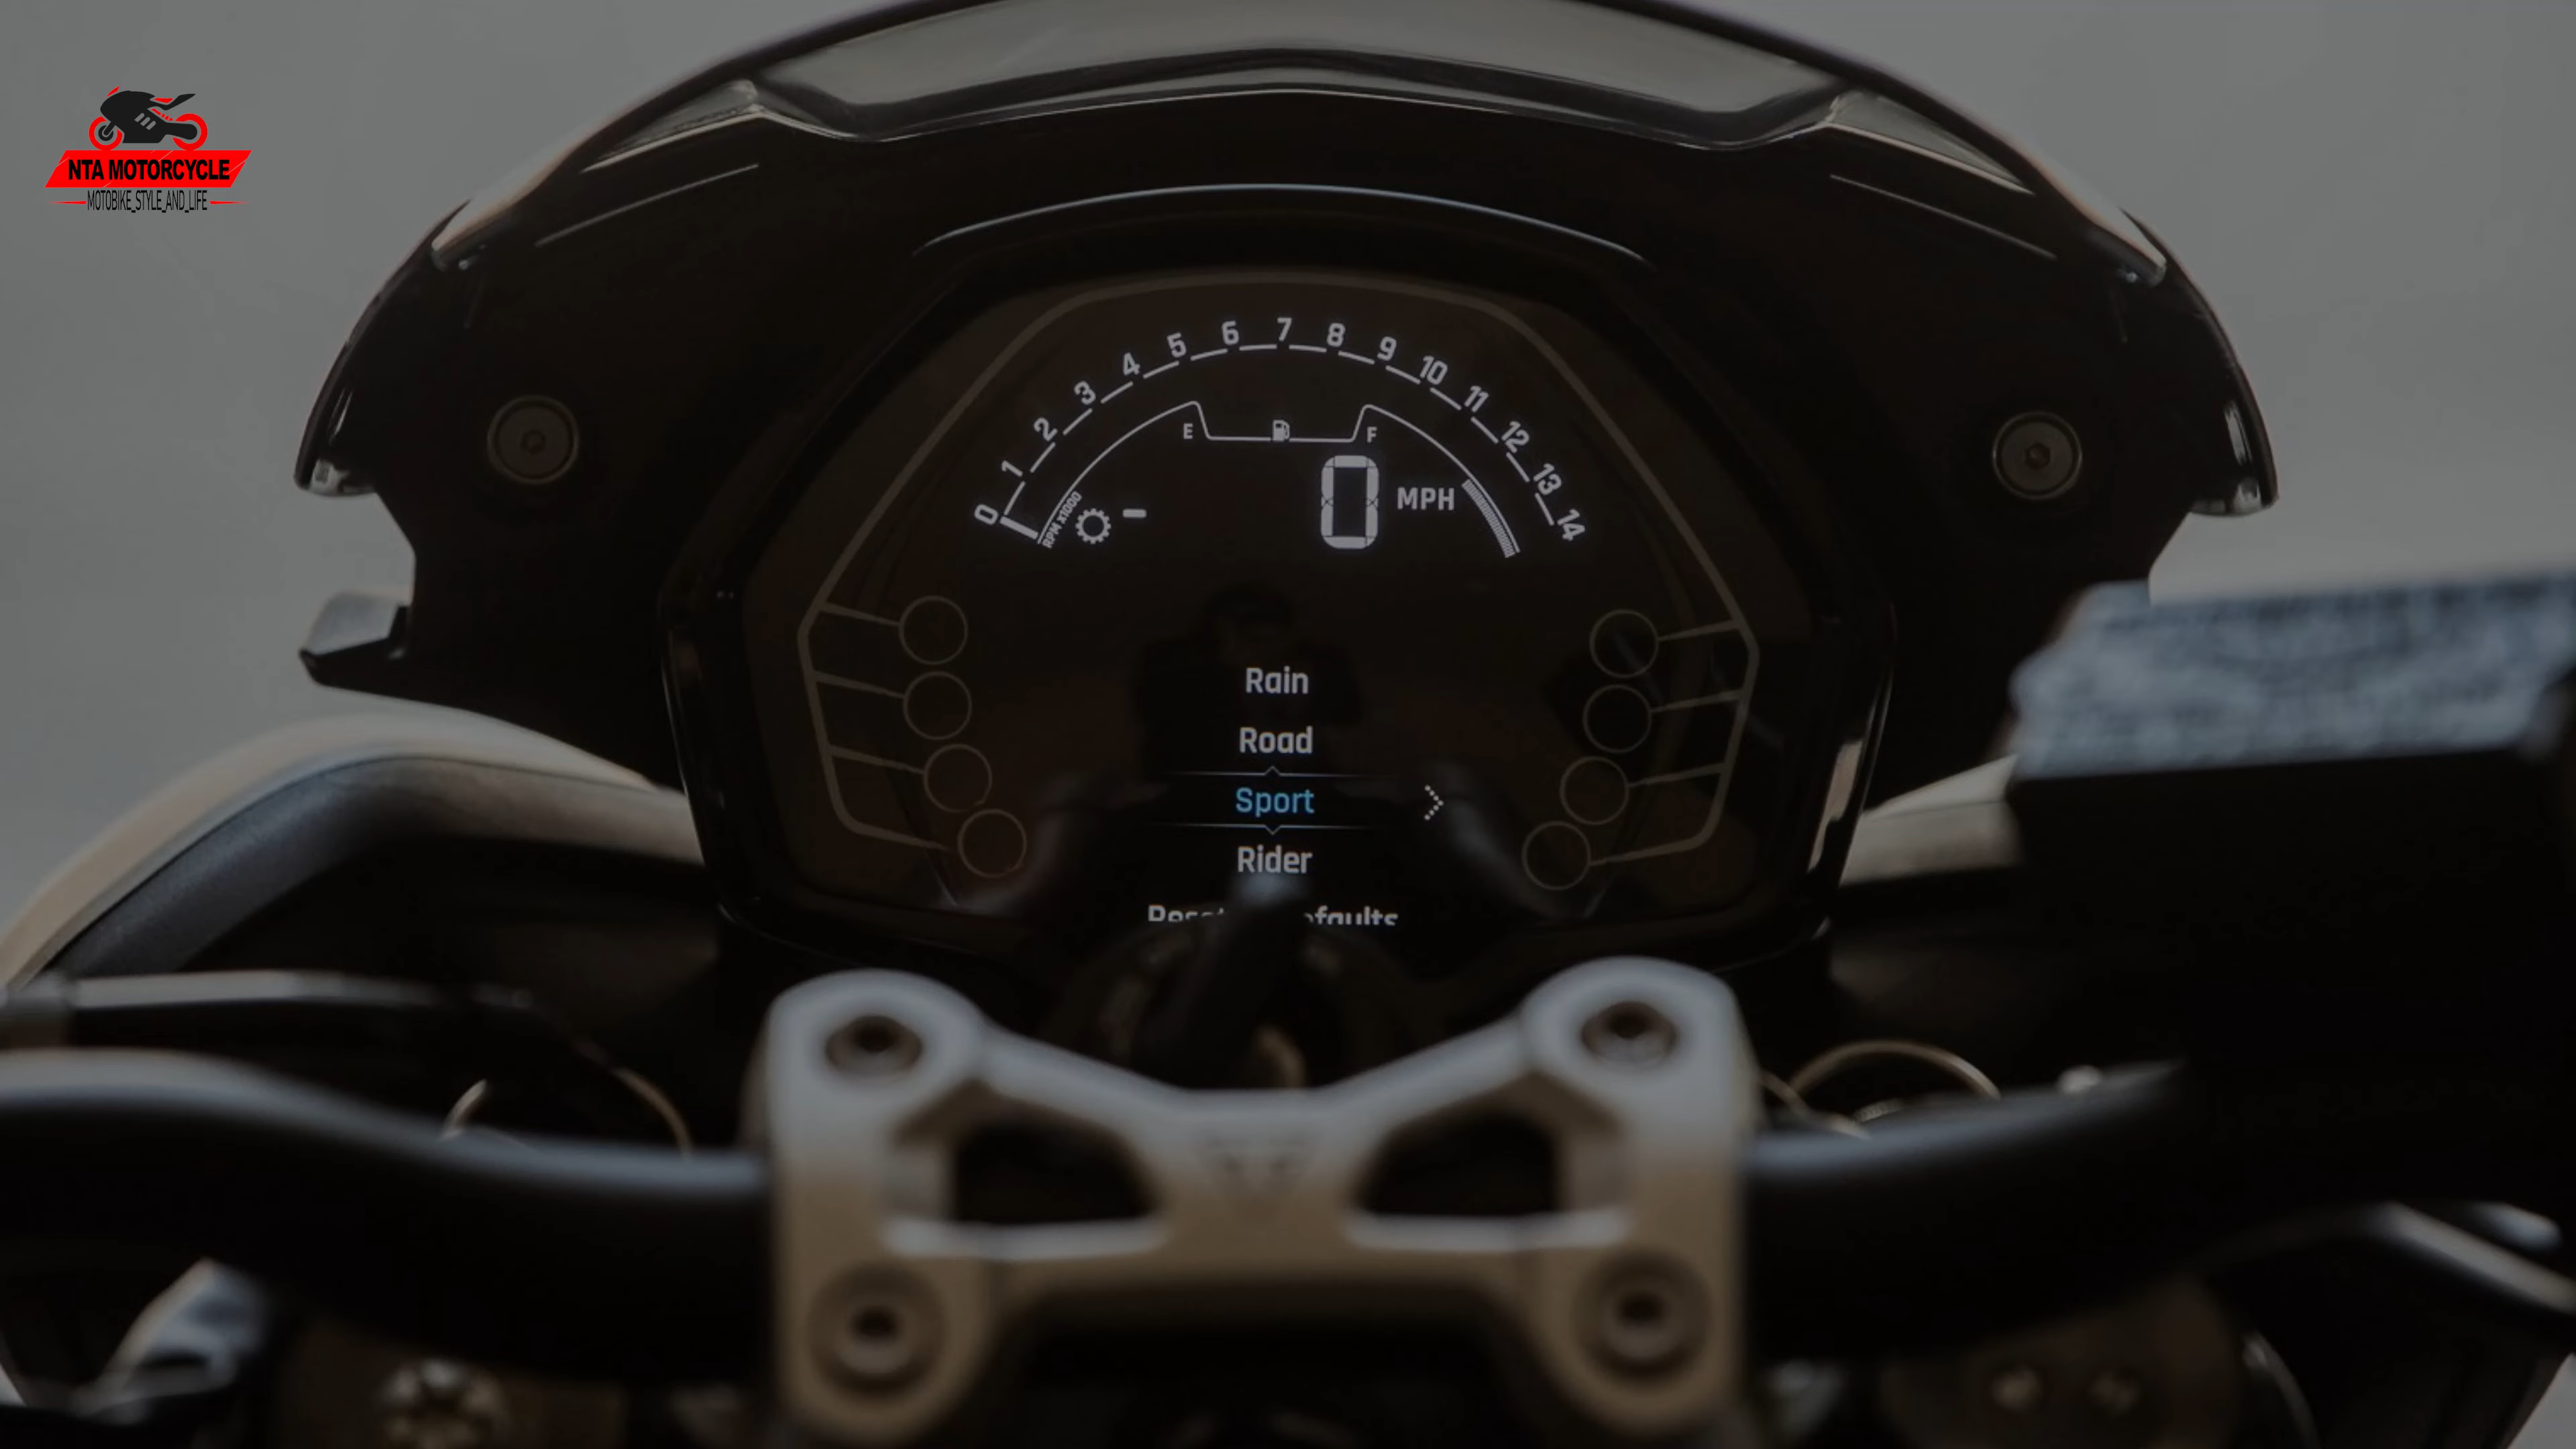 NTA MOTORCYCLE
MOTOBIKE_STYLE_AND_LIFE
0 1 2 3 4 5 6 7 8 9 10 11 12 13 14
E F
RPM x1000
0 MPH
Rain
Road
Sport
Rider